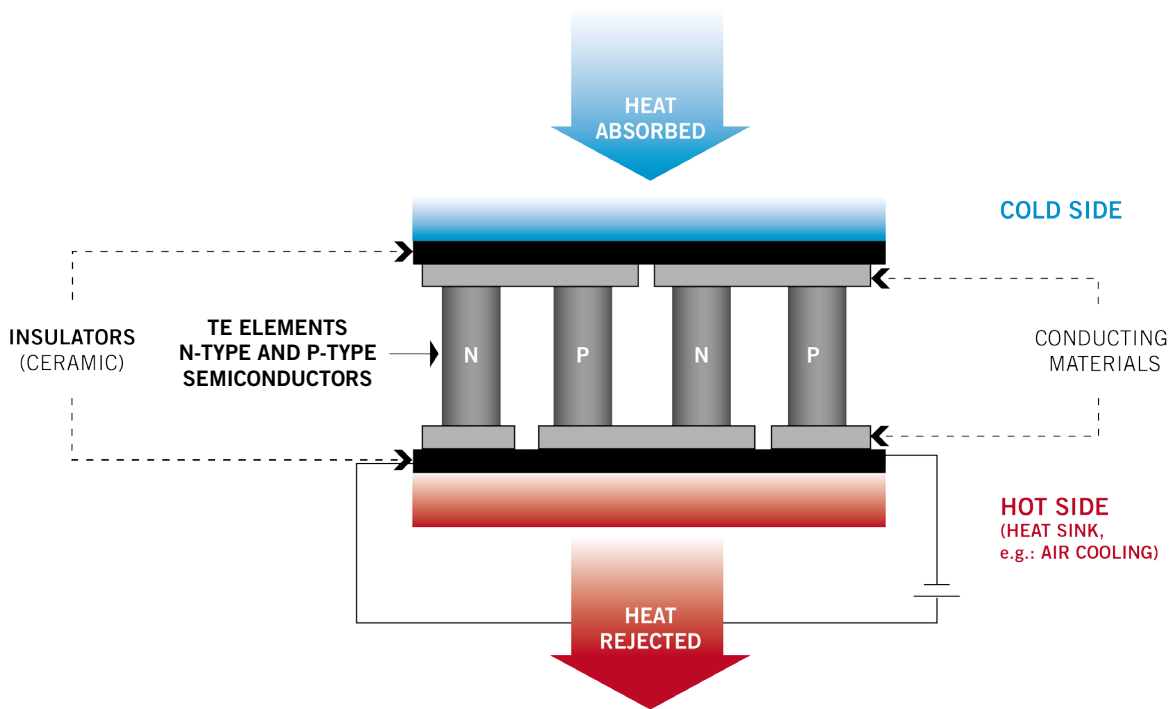 HEAT
ABSORBED
COLD SIDE
INSULATORS
(CERAMIC)
TE ELEMENTS
N-TYPE AND P-TYPE
SEMICONDUCTORS
N
P
N
P
CONDUCTING
MATERIALS
HOT SIDE
(HEAT SINK,
e.g.: AIR COOLING)
HEAT
REJECTED